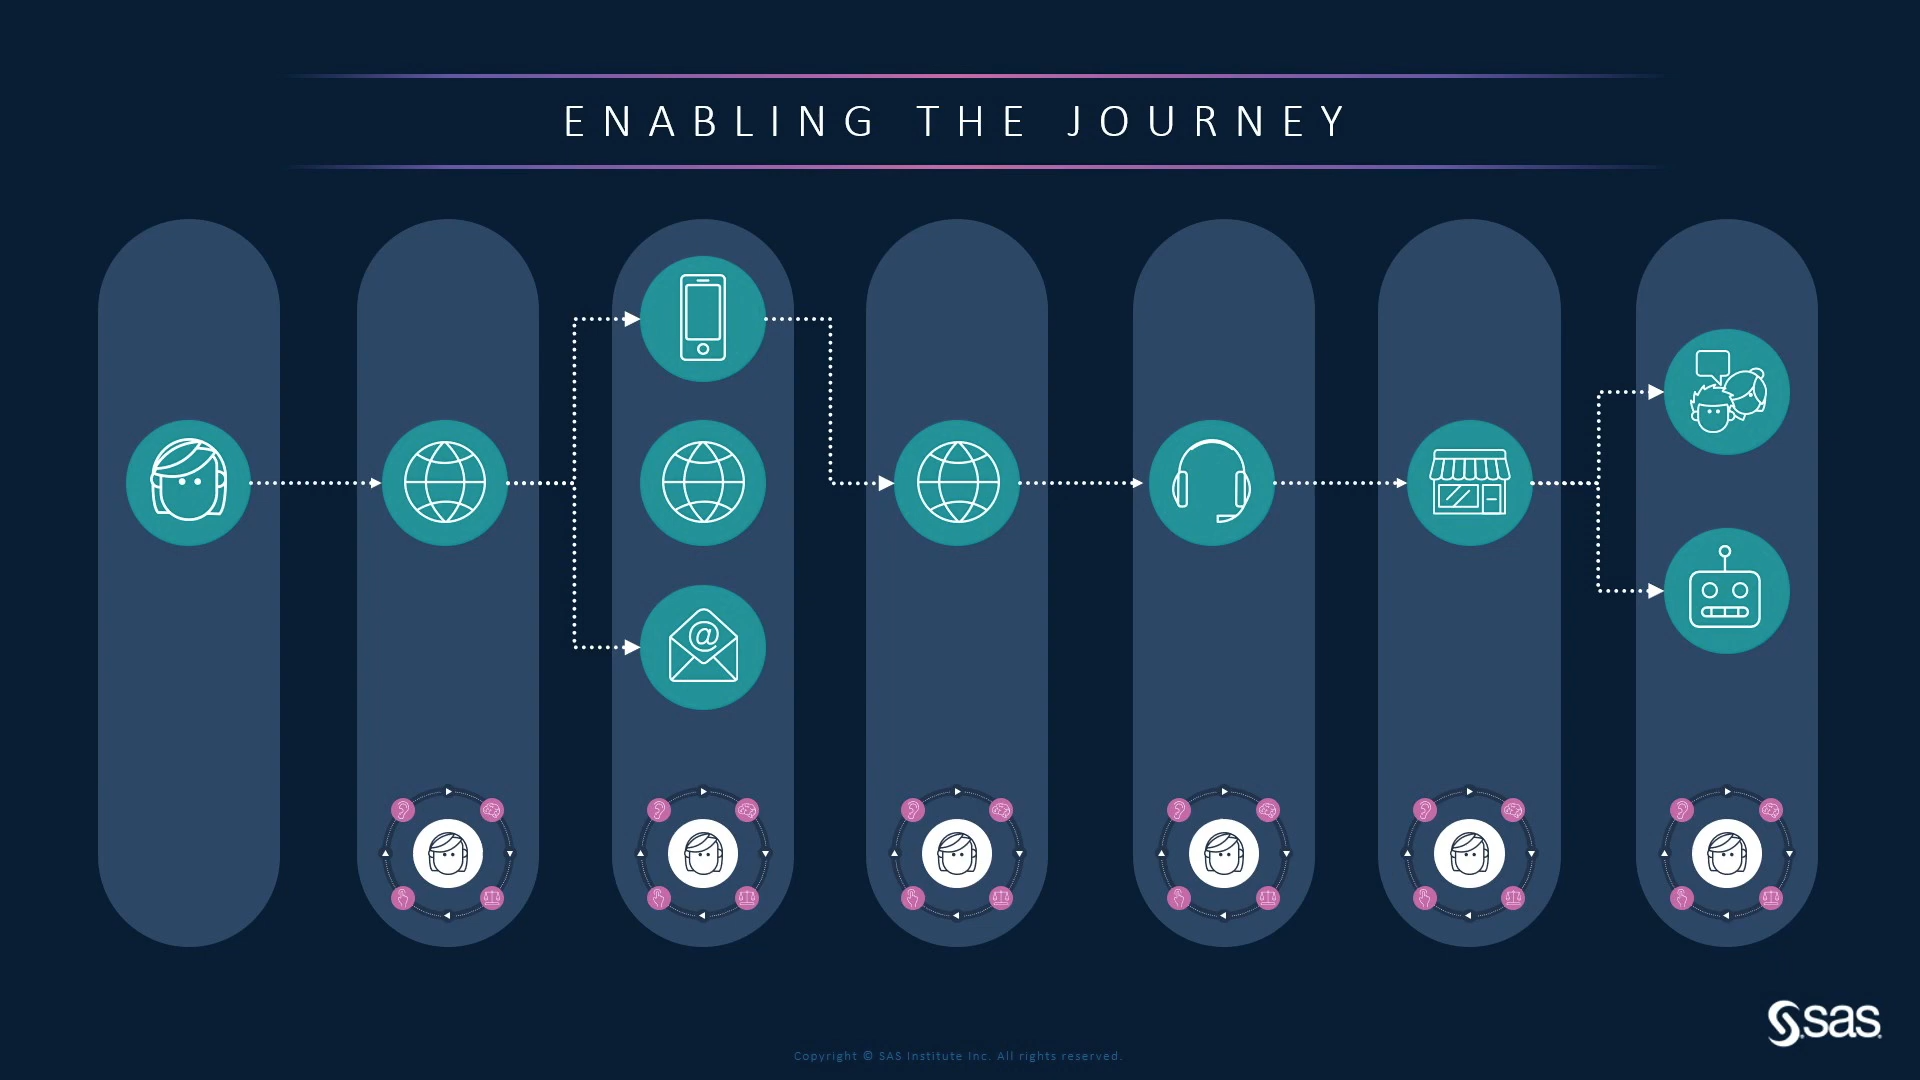 ENABLING THE JOURNEY
@
sas
Copyright © SAS Institute Inc. All rights reserved.